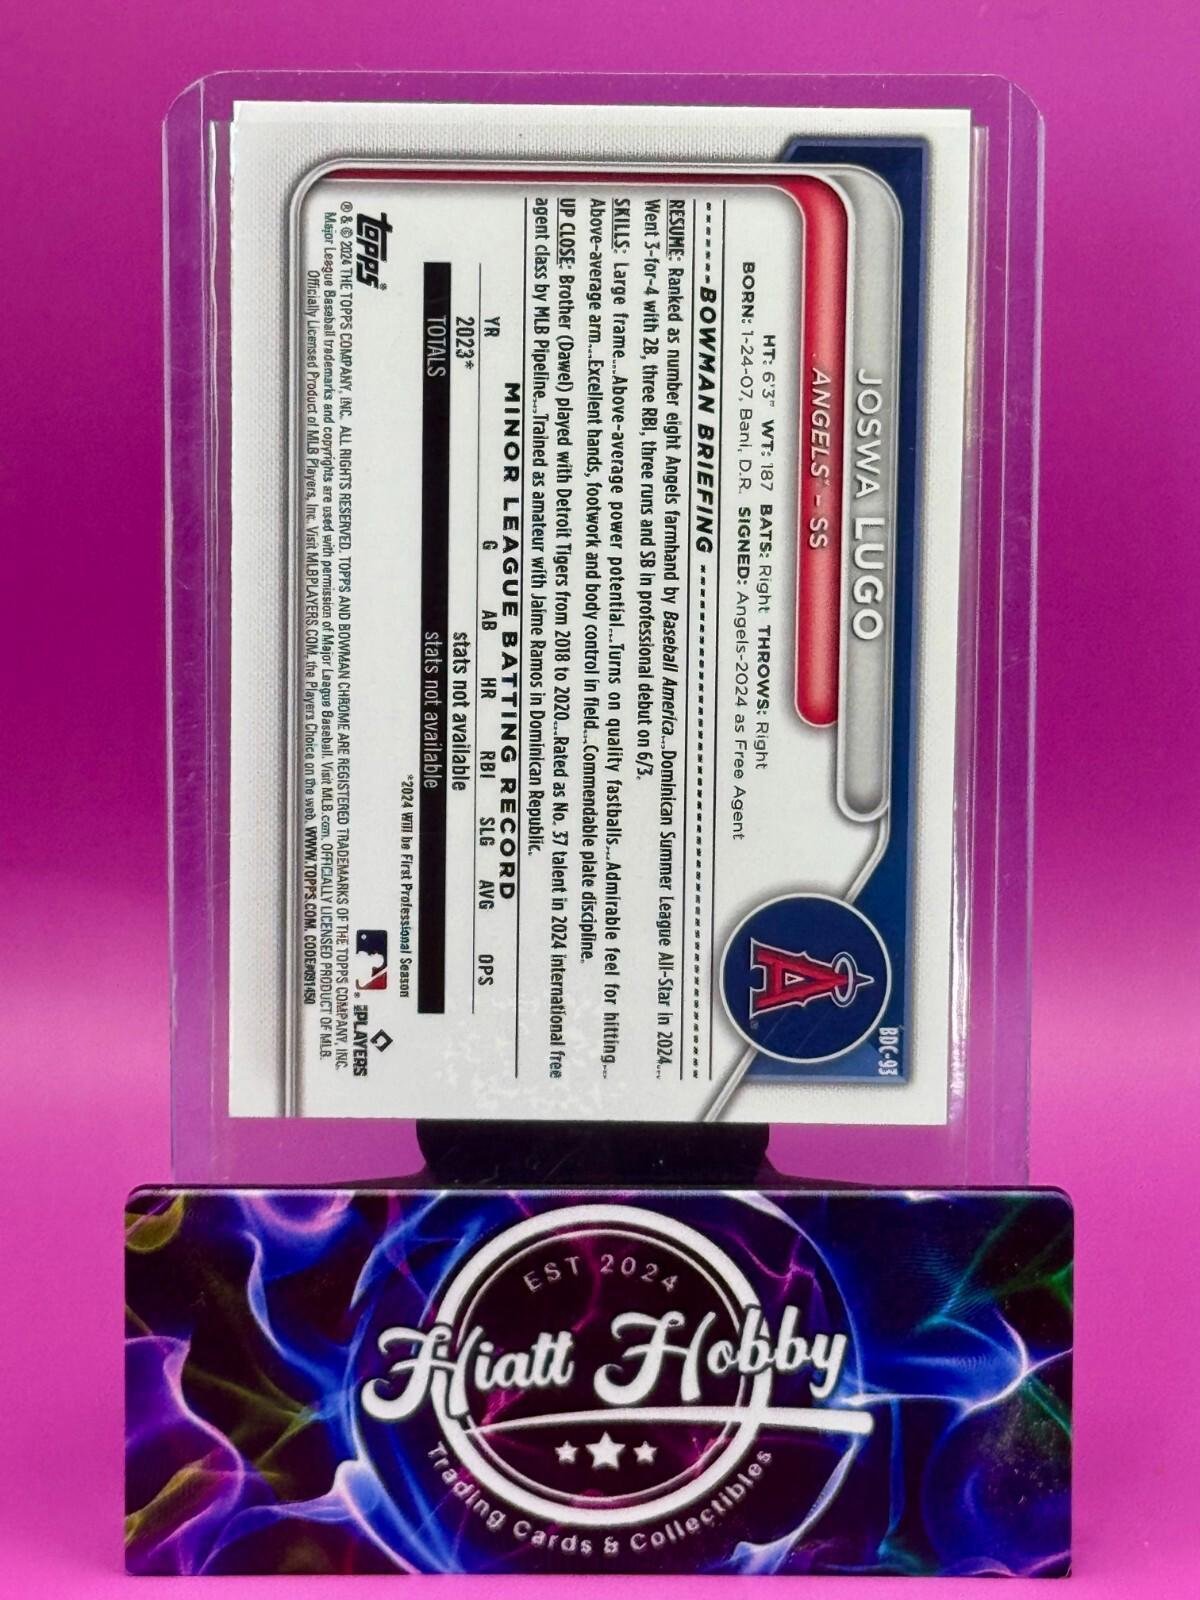 BDC-93
JOSWA LUGO
ANGELS® - SS
HT: 6'3" WT: 187 BATS: Right THROWS: Right
BORN: 1-24-07, Bani, D.R. SIGNED: Angels-2024 as Free Agent
BOWMAN BRIEFING
RESUME: Ranked as number eight Angels farmhand by Baseball America...Dominican Summer League All-Star in 2024...
Went 3-for-4 with 2B, three RBI, three runs and SB in professional debut on 6/3.
SKILLS: Large frame...Above-average power potential...Turns on quality fastballs...Admirable feel for hitting...
Above-average arm...Excellent hands, footwork and body control in field...Commendable plate discipline.
UP CLOSE: Brother (Dawel) played with Detroit Tigers from 2018 to 2020...Rated as No. 37 talent in 2024 international free
agent class by MLB Pipeline...Trained as amateur with Jaime Ramos in Dominican Republic.
MINOR LEAGUE BATTING RECORD
YR G AB HR RBI SLG AVG OPS
2023* stats not available
TOTALS stats not available
*2024 Will be First Professional Season
topps®
MLB PLAYERS
® & © 2024 THE TOPPS COMPANY, INC. ALL RIGHTS RESERVED. TOPPS AND BOWMAN CHROME ARE REGISTERED TRADEMARKS OF THE TOPPS COMPANY, INC.
Major League Baseball trademarks and copyrights are used with permission of Major League Baseball. Visit MLB.com. OFFICIALLY LICENSED PRODUCT OF MLB.
Officially Licensed Product of MLB Players, Inc. Visit MLBPLAYERS.COM, the Players Choice on the web. WWW.TOPPS.COM. CODE#091450
EST 2024
Hiatt Hobby
Trading Cards & Collectibles